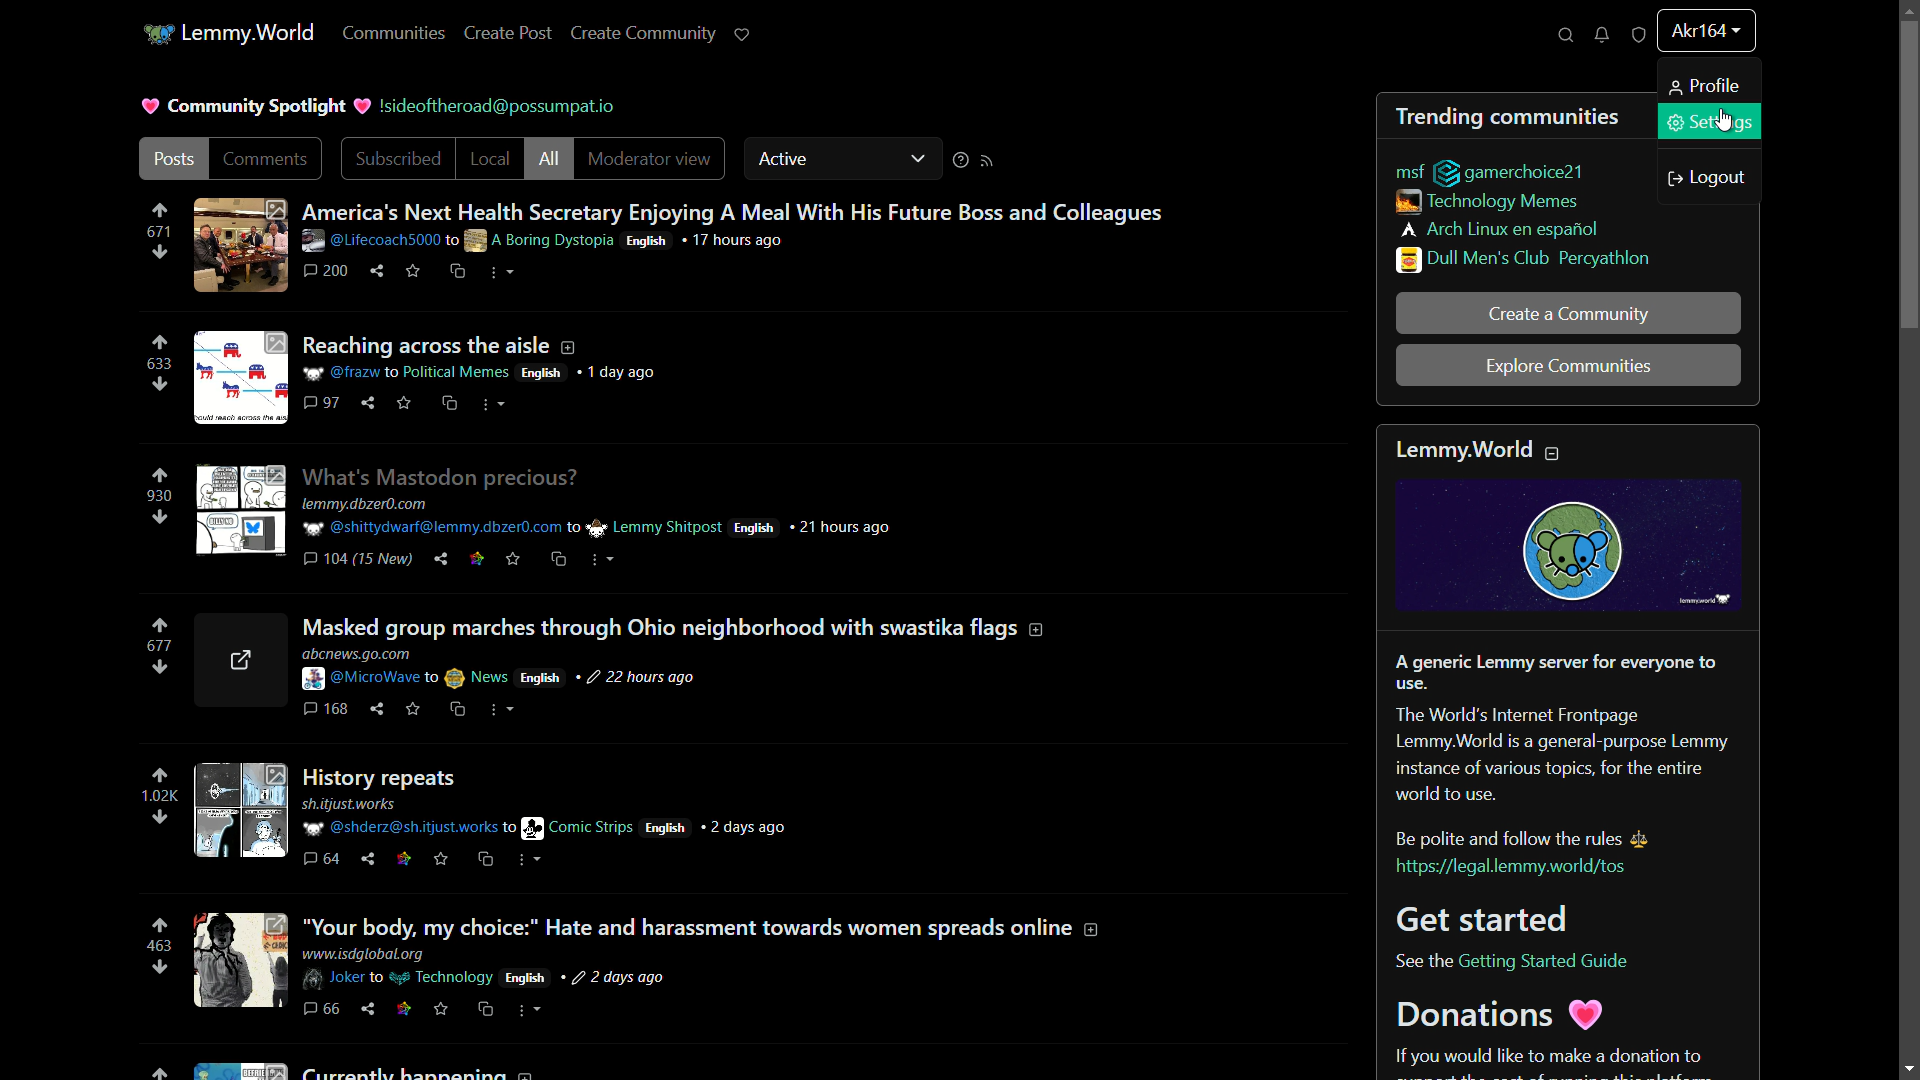 Lemmy.World Communities Create Post Create Community Akr164
Profile
Settings
Logout
Community Spotlight !sideoftheroad@possumpat.io
Posts Comments Subscribed Local All Moderator view Active
671
America's Next Health Secretary Enjoying A Meal With His Future Boss and Colleagues
@Lifecoach5000 to A Boring Dystopia English • 17 hours ago
200
633
Reaching across the aisle
@frazw to Political Memes English • 1 day ago
97
930
What's Mastodon precious?
lemmy.dbzer0.com
@shittydwarf@lemmy.dbzer0.com to Lemmy Shitpost English • 21 hours ago
104 (15 New)
677
Masked group marches through Ohio neighborhood with swastika flags
abcnews.go.com
@MicroWave to News English • 22 hours ago
168
1.02K
History repeats
sh.itjust.works
@shderz@sh.itjust.works to Comic Strips English • 2 days ago
64
463
"Your body, my choice:" Hate and harassment towards women spreads online
www.isdglobal.org
Joker to Technology English • 2 days ago
66
Currently happening
Trending communities
msf gamerchoice21
Technology Memes
Arch Linux en español
Dull Men's Club Percyathlon
Create a Community
Explore Communities
Lemmy.World
lemmy.world
A generic Lemmy server for everyone to
use.
The World's Internet Frontpage
Lemmy.World is a general-purpose Lemmy
instance of various topics, for the entire
world to use.
Be polite and follow the rules
https://legal.lemmy.world/tos
Get started
See the Getting Started Guide
Donations
If you would like to make a donation to